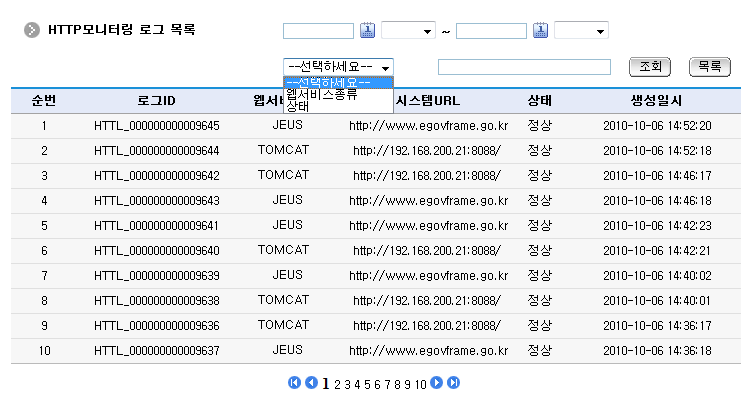 HTTP모니터링 로그 목록 ~
--선택하세요-- 조회 목록
--선택하세요--
웹서비스종류
상태
순번 로그ID 웹서 시스템URL 상태 생성일시
1 HTTL_000000000009645 JEUS http://www.egovframe.go.kr 정상 2010-10-06 14:52:20
2 HTTL_000000000009644 TOMCAT http://192.168.200.21:8088/ 정상 2010-10-06 14:52:18
3 HTTL_000000000009642 TOMCAT http://192.168.200.21:8088/ 정상 2010-10-06 14:46:17
4 HTTL_000000000009643 JEUS http://www.egovframe.go.kr 정상 2010-10-06 14:46:18
5 HTTL_000000000009641 JEUS http://www.egovframe.go.kr 정상 2010-10-06 14:42:23
6 HTTL_000000000009640 TOMCAT http://192.168.200.21:8088/ 정상 2010-10-06 14:42:21
7 HTTL_000000000009639 JEUS http://www.egovframe.go.kr 정상 2010-10-06 14:40:02
8 HTTL_000000000009638 TOMCAT http://192.168.200.21:8088/ 정상 2010-10-06 14:40:01
9 HTTL_000000000009636 TOMCAT http://192.168.200.21:8088/ 정상 2010-10-06 14:36:17
10 HTTL_000000000009637 JEUS http://www.egovframe.go.kr 정상 2010-10-06 14:36:18
1 2 3 4 5 6 7 8 9 10